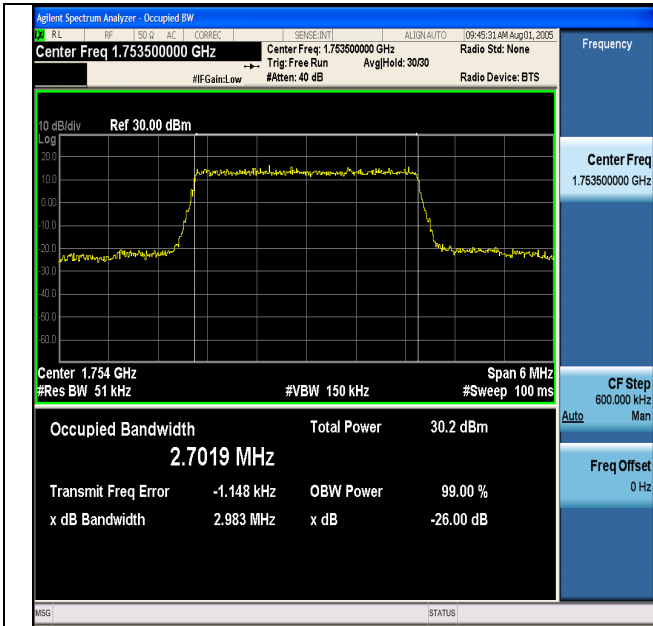 Agilent Spectrum Analyzer - Occupied BW
LXI RL RF 50 Ω AC CORREC SENSE:INT ALIGN AUTO 09:45:31 AM Aug 01, 2005
Center Freq 1.753500000 GHz
Center Freq: 1.753500000 GHz
Radio Std: None
Trig: Free Run Avg|Hold: 30/30
#IFGain:Low
#Atten: 40 dB
Radio Device: BTS
10 dB/div Ref 30.00 dBm
Log
20.0
10.0
0.00
-10.0
-20.0
-30.0
-40.0
-50.0
-60.0
Center 1.754 GHz Span 6 MHz
#Res BW 51 kHz #VBW 150 kHz #Sweep 100 ms
Occupied Bandwidth Total Power 30.2 dBm
2.7019 MHz
Transmit Freq Error -1.148 kHz OBW Power 99.00 %
x dB Bandwidth 2.983 MHz x dB -26.00 dB
MSG STATUS
Frequency
Center Freq
1.753500000 GHz
CF Step
600.000 kHz
Auto Man
Freq Offset
0 Hz